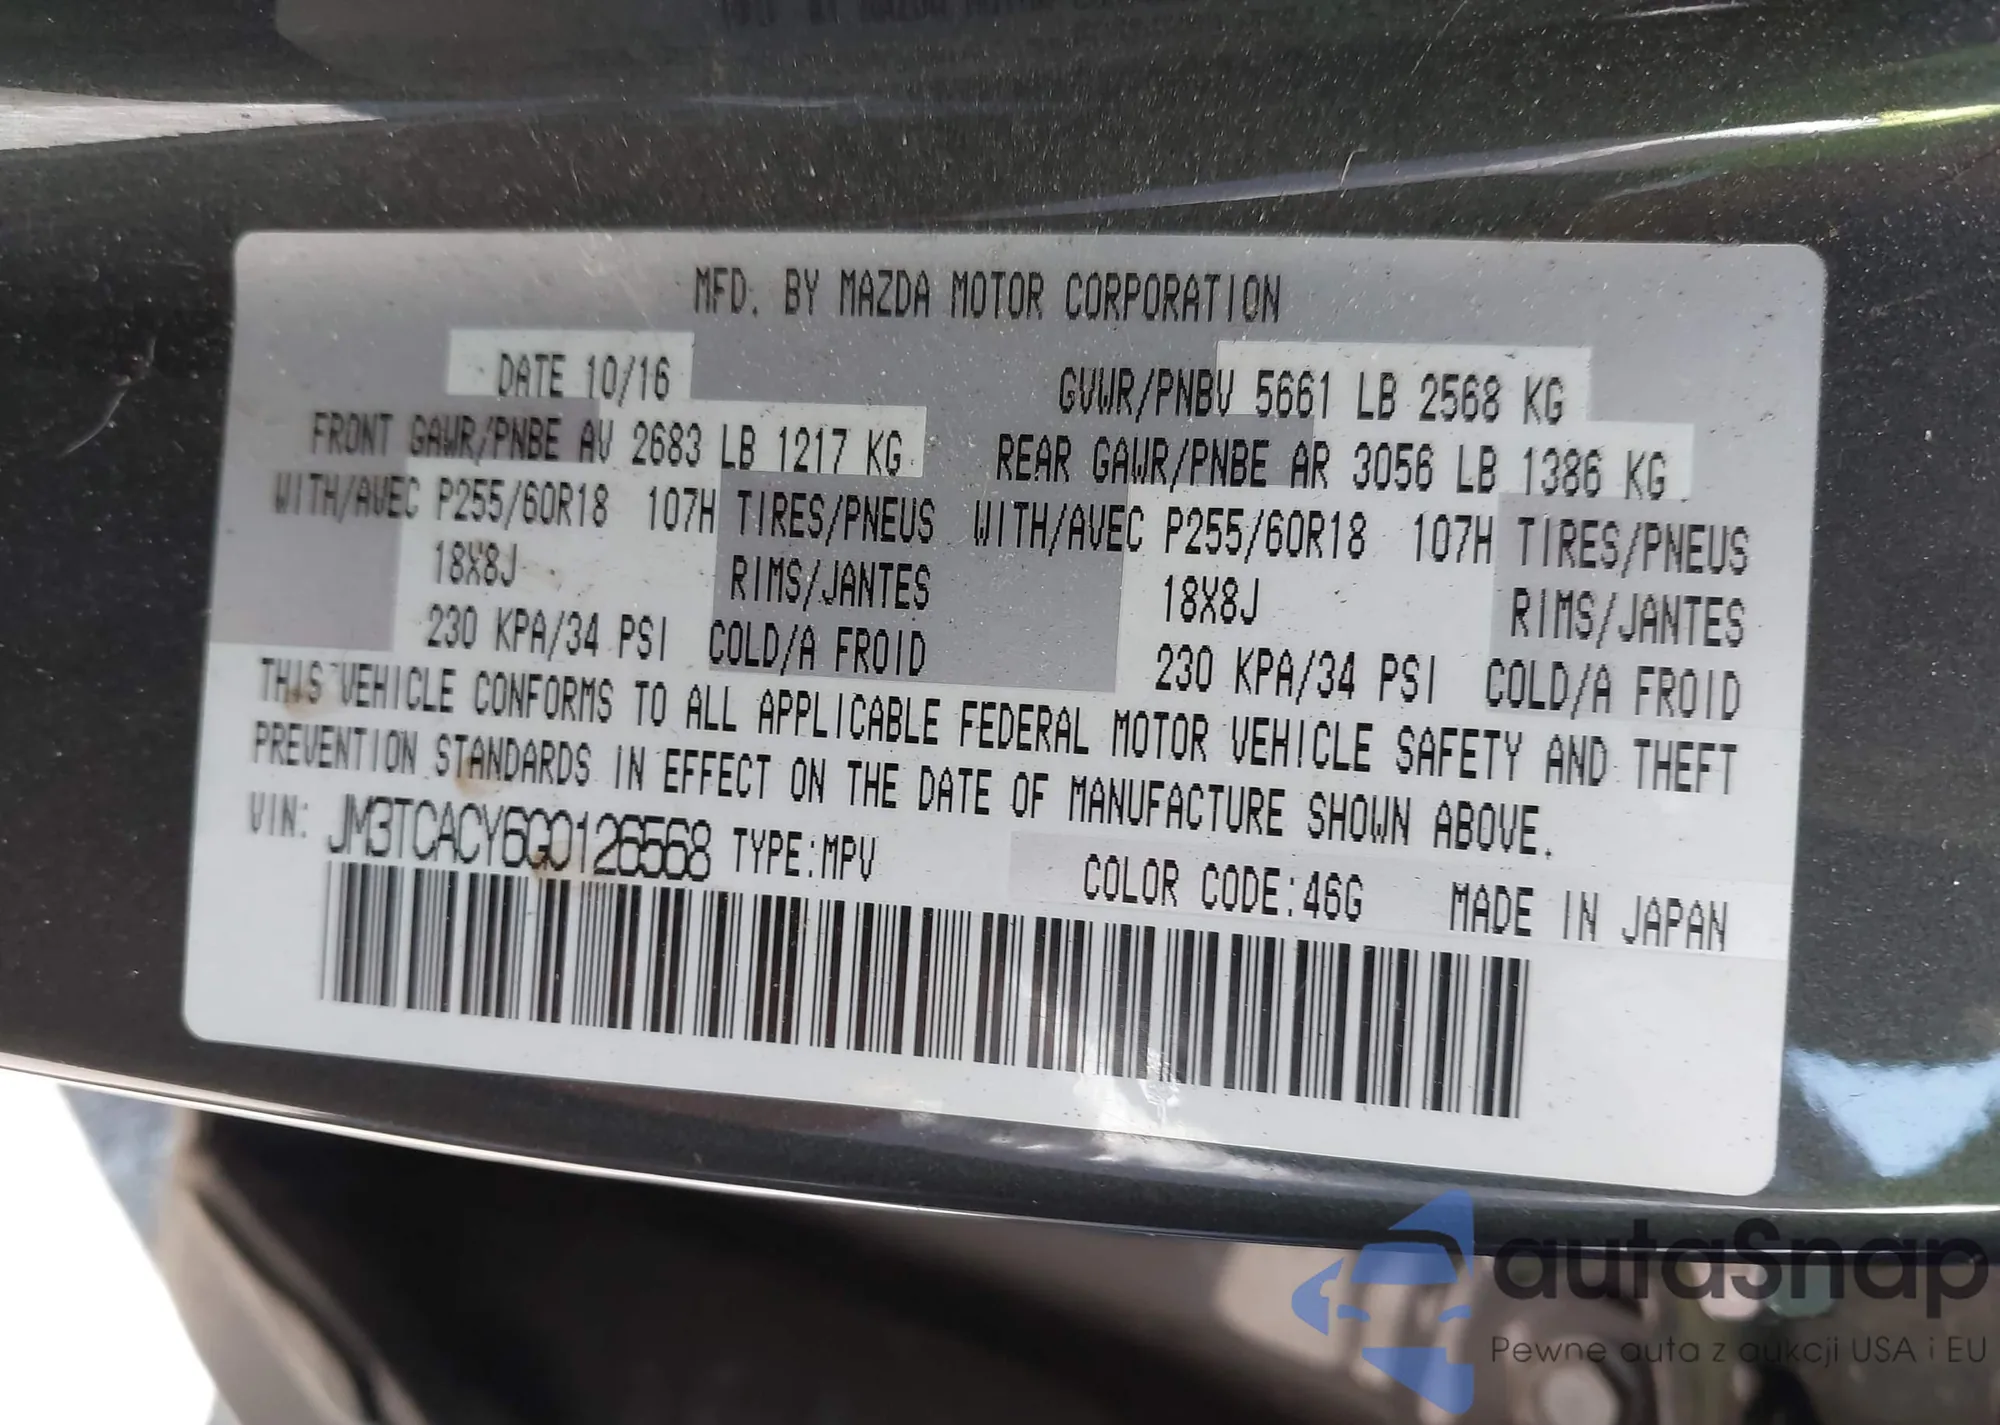 MFD. BY MAZDA MOTOR CORPORATION
DATE 10/16 GVWR/PNBV 5661 LB 2568 KG
FRONT GAWR/PNBE AV 2683 LB 1217 KG. REAR GAWR/PNBE AR 3056 LB 1386 KG.
WITH/AVEC P255/60R18 107H TIRES/PNEUS WITH/AVEC P255/60R18 107H TIRES/PNEUS
18X8J RIMS/JANTES 18X8J RIMS/JANTES
230 KPA/34 PSI COLD/A FROID 230 KPA/34 PSI COLD/A FROID
THIS VEHICLE CONFORMS TO ALL APPLICABLE FEDERAL MOTOR VEHICLE SAFETY AND THEFT
PREVENTION STANDARDS IN EFFECT ON THE DATE OF MANUFACTURE SHOWN ABOVE.
VIN: JM3TCACY6G0126568 TYPE:MPV COLOR CODE:46G MADE IN JAPAN
autaSnap
Pewne auta z aukcji USA i EU